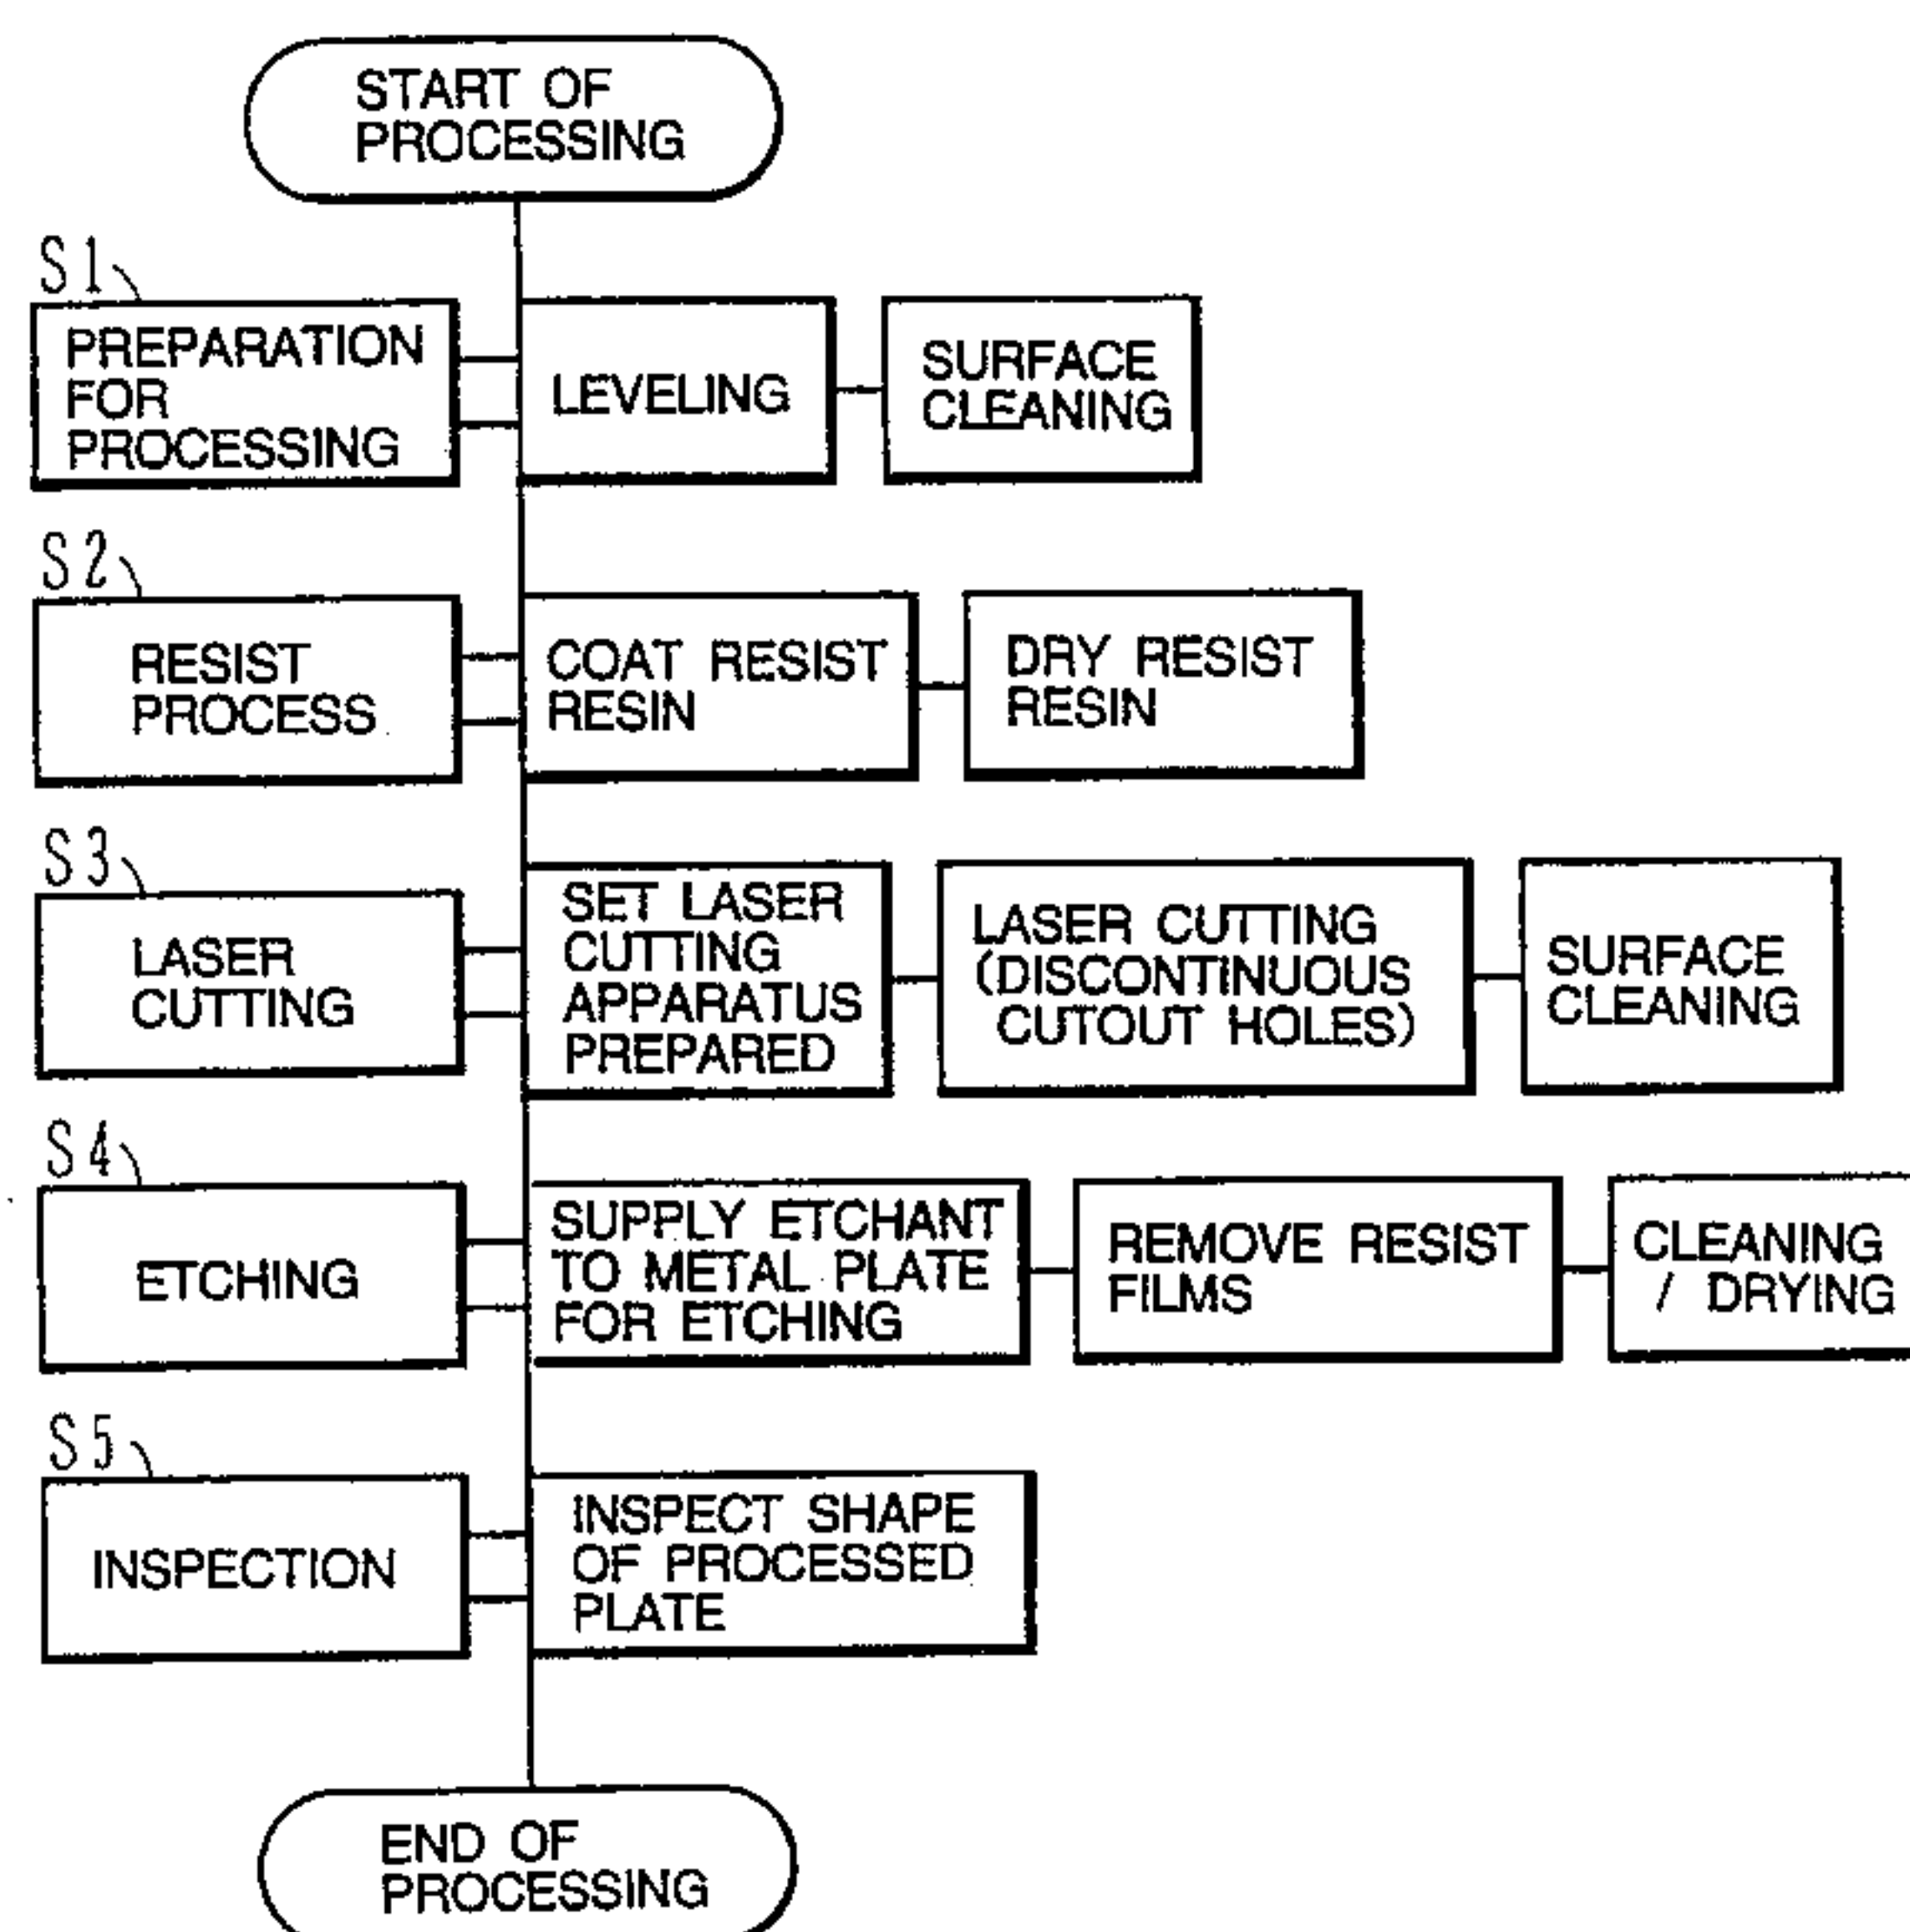 START OF
PROCESSING
S1
PREPARATION
FOR
PROCESSING
LEVELING
SURFACE
CLEANING
S2
RESIST
PROCESS
COAT RESIST
RESIN
DRY RESIST
RESIN
S3
LASER
CUTTING
SET LASER
CUTTING
APPARATUS
PREPARED
LASER CUTTING
(DISCONTINUOUS
CUTOUT HOLES)
SURFACE
CLEANING
S4
ETCHING
SUPPLY ETCHANT
TO METAL PLATE
FOR ETCHING
REMOVE RESIST
FILMS
CLEANING
/ DRYING
S5
INSPECTION
INSPECT SHAPE
OF PROCESSED
PLATE
END OF
PROCESSING